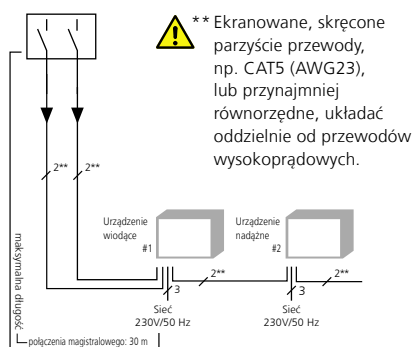 ** Ekranowane, skręcone
parzyście przewody,
np. CAT5 (AWG23),
lub przynajmniej
równorzędne, układać
oddzielnie od przewodów
wysokoprądowych.
2**
2**
Urządzenie
wiodące
#1
Urządzenie
nadążne
#2
2**
2**
3
3
Sieć
230V/50 Hz
Sieć
230V/50 Hz
maksymalna długość
połączenia magistralowego: 30 m